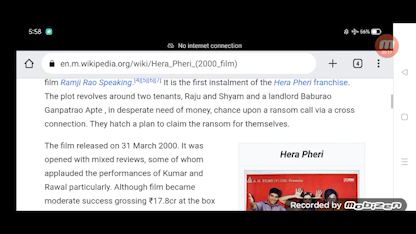 5:58
56%
No internet connection
en.m.wikipedia.org/wiki/Hera_Pheri_(2000_film)
4
film Ramji Rao Speaking.[4][5][6][7] It is the first instalment of the Hera Pheri franchise.
The plot revolves around two tenants, Raju and Shyam and a landlord Baburao
Ganpatrao Apte , in desperate need of money, chance upon a ransom call via a cross
connection. They hatch a plan to claim the ransom for themselves.
The film released on 31 March 2000. It was
opened with mixed reviews, some of whom
applauded the performances of Kumar and
Rawal particularly. Although film became
moderate success grossing ₹17.8cr at the box
Hera Pheri
Recorded by Mobizen